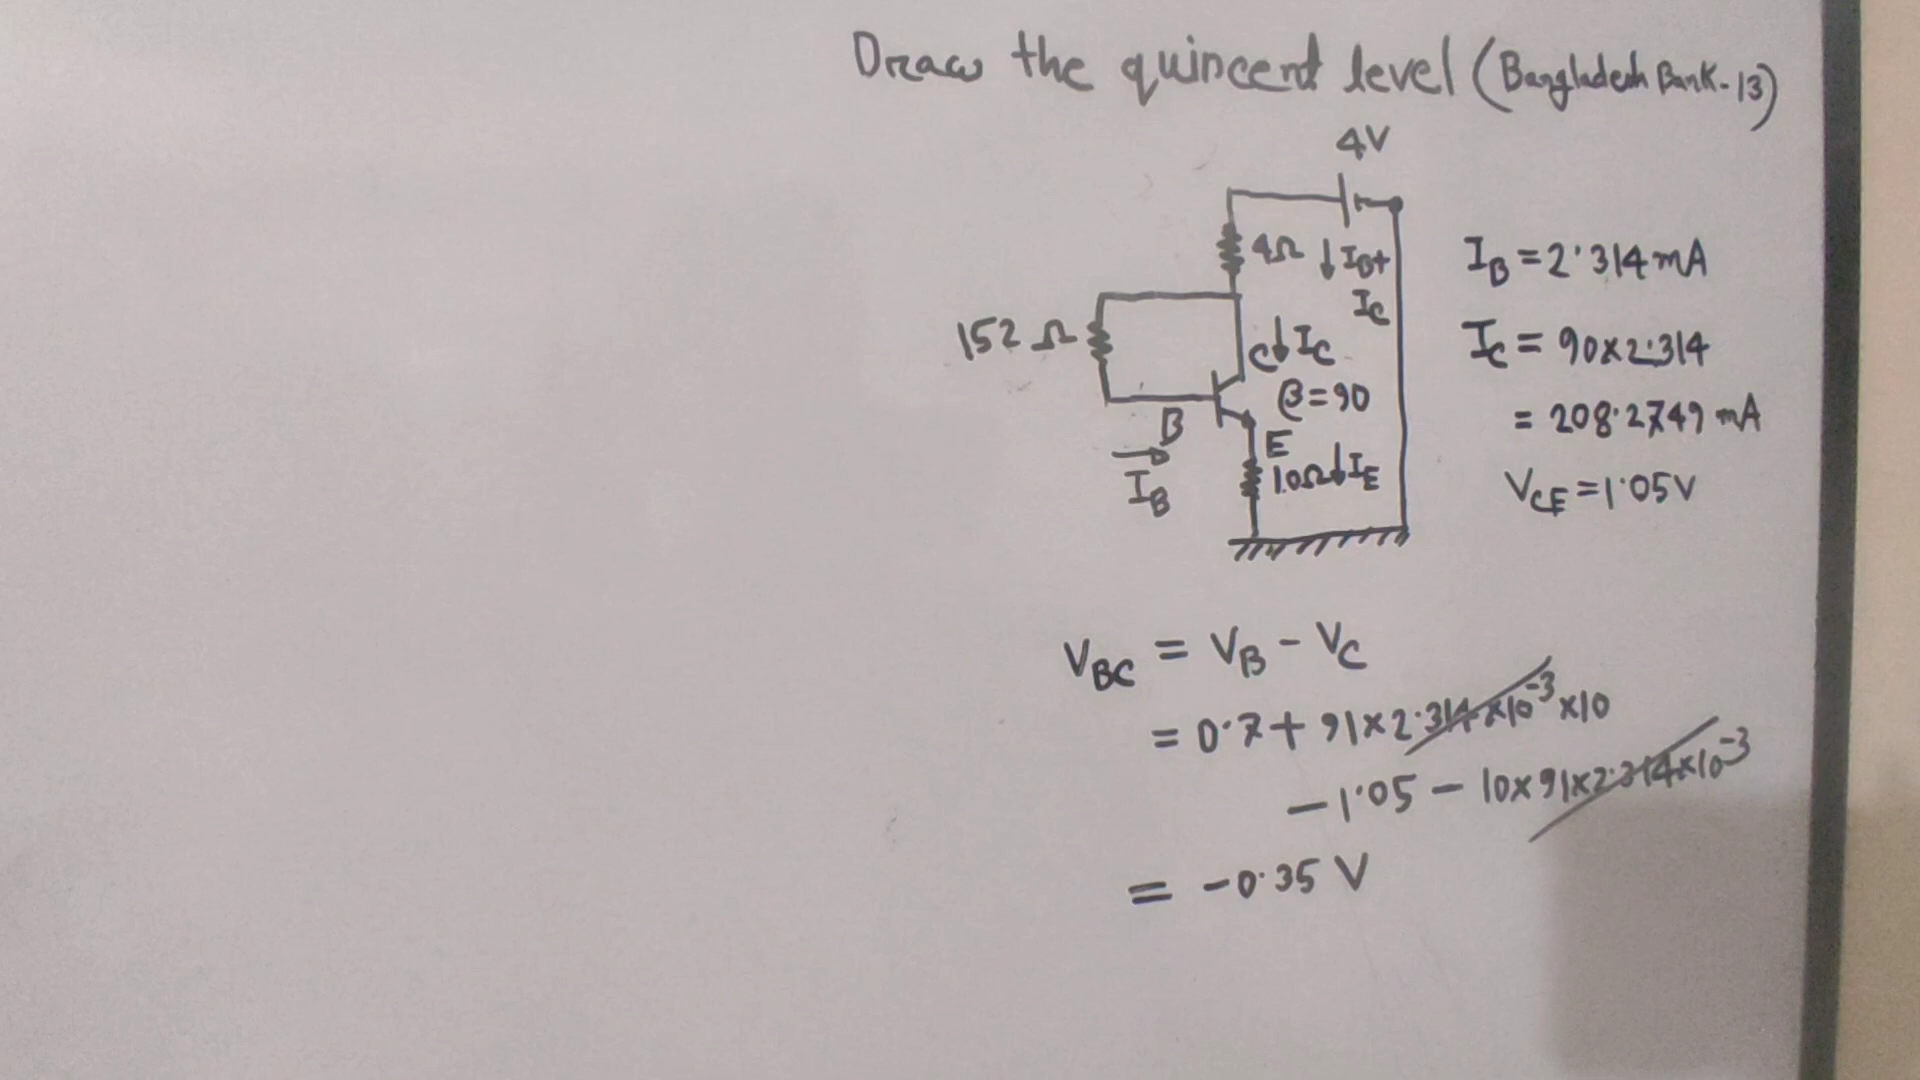 Draw the quincent level (Bangladesh Bank-13)
4V
4Ω ↓ IB+
IC
152 Ω
C ↓ IC
β=90
B
E
1.0Ω ↓ IE
→
IB
IB = 2.314 mA
IC = 90×2.314
= 208.2749 mA
VCE = 1.05V
VBC = VB - VC
= 0.7 + 91×2.314×10⁻³×10
- 1.05 - 10×91×2.314×10⁻³
= -0.35 V